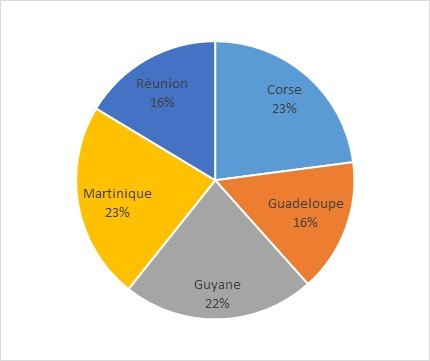 Réunion
16%
Corse
23%
Guadeloupe
16%
Guyane
22%
Martinique
23%